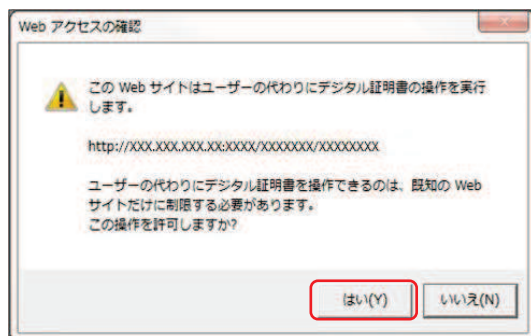 Web アクセスの確認
この Web サイトはユーザーの代わりにデジタル証明書の操作を実行
します。
http://XXX.XXX.XXX.XX:XXXX/XXXXXXX/XXXXXXXX
ユーザーの代わりにデジタル証明書を操作できるのは、既知の Web
サイトだけに制限する必要があります。
この操作を許可しますか?
はい(Y)
いいえ(N)